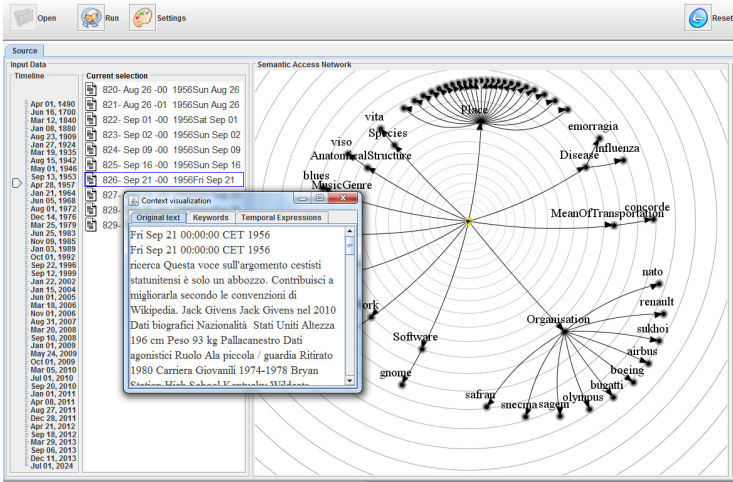 Open
Run
Settings
Reset
Source
Input Data
Timeline
Apr 01, 1490
Jun 16, 1700
Mar 12, 1840
Jan 08, 1880
Aug 23, 1909
Jan 27, 1924
Mar 19, 1935
Aug 15, 1942
May 01, 1946
Sep 13, 1953
Apr 28, 1957
Jan 21, 1964
Jun 05, 1968
Aug 01, 1972
Dec 14, 1976
Mar 25, 1979
Jun 25, 1983
Nov 09, 1985
Jan 03, 1989
Oct 01, 1992
Sep 22, 1996
Sep 12, 1999
Jan 22, 2002
Jan 15, 2004
Jun 01, 2005
Mar 18, 2006
Nov 01, 2006
Aug 31, 2007
Mar 20, 2008
Sep 10, 2008
Jan 01, 2009
May 24, 2009
Oct 01, 2009
Mar 05, 2010
Jul 01, 2010
Sep 20, 2010
Jan 01, 2011
Apr 08, 2011
Aug 27, 2011
Dec 28, 2011
Apr 21, 2012
Sep 18, 2012
Mar 29, 2013
Sep 06, 2013
Dec 11, 2013
Jul 01, 2024
Current selection
820- Aug 26 -00 1956Sun Aug 26
821- Aug 26 -01 1956Sun Aug 26
822- Sep 01 -00 1956Sat Sep 01
823- Sep 02 -00 1956Sun Sep 02
824- Sep 09 -00 1956Sun Sep 09
825- Sep 16 -00 1956Sun Sep 16
826- Sep 21 -00 1956Fri Sep 21
827-
828-
829-
Context visualization
Original text
Keywords
Temporal Expressions
Fri Sep 21 00:00:00 CET 1956
Fri Sep 21 00:00:00 CET 1956
ricerca Questa voce sull'argomento cestisti
statunitensi è solo un abbozzo. Contribuisci a
migliorarla secondo le convenzioni di
Wikipedia. Jack Givens Jack Givens nel 2010
Dati biografici Nazionalità Stati Uniti Altezza
196 cm Peso 93 kg Pallacanestro Dati
agonistici Ruolo Ala piccola / guardia Ritirato
1980 Carriera Giovanili 1974-1978 Bryan
Station High School Kentucky Wildcats
Semantic Access Network
Place
vita
Species
viso
AnatomicalStructure
blues
MusicGenre
emorragia
Influenza
Disease
concorde
MeanOfTransportation
nato
renault
Organisation
sukhoi
airbus
boeing
bugatti
olympus
sagem
snecma
safran
ork
Software
gnome